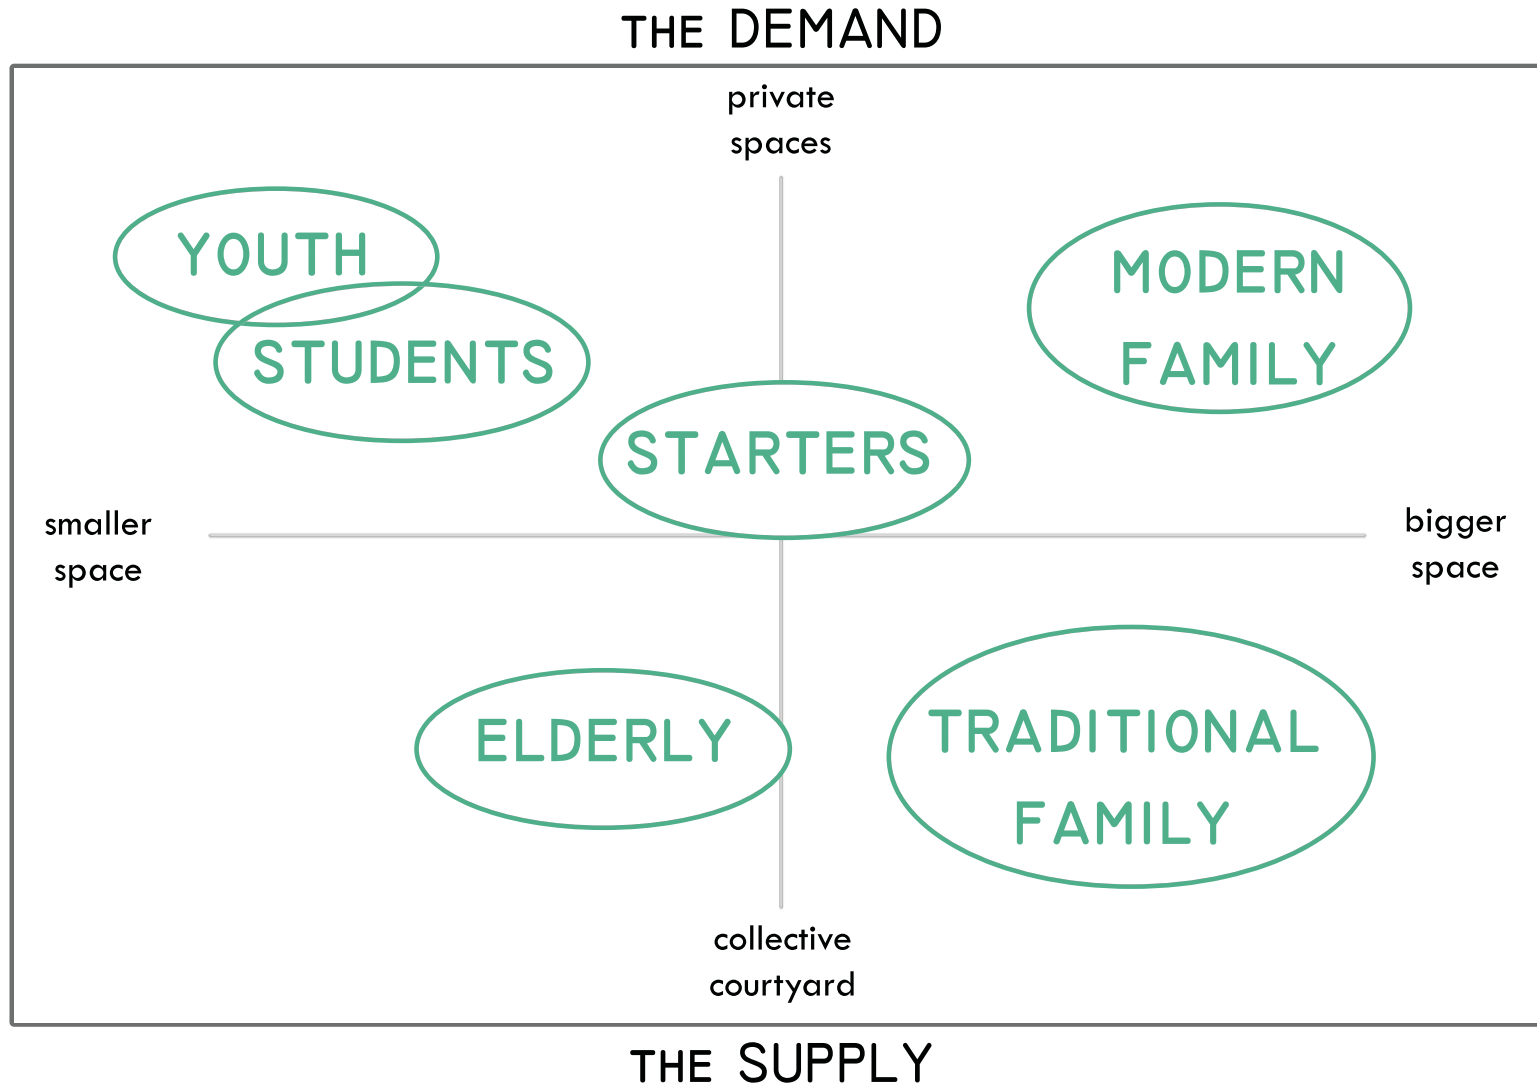 THE DEMAND
private
spaces
YOUTH
MODERN
FAMILY
STUDENTS
STARTERS
smaller
space
bigger
space
ELDERLY
TRADITIONAL
FAMILY
collective
courtyard
THE SUPPLY